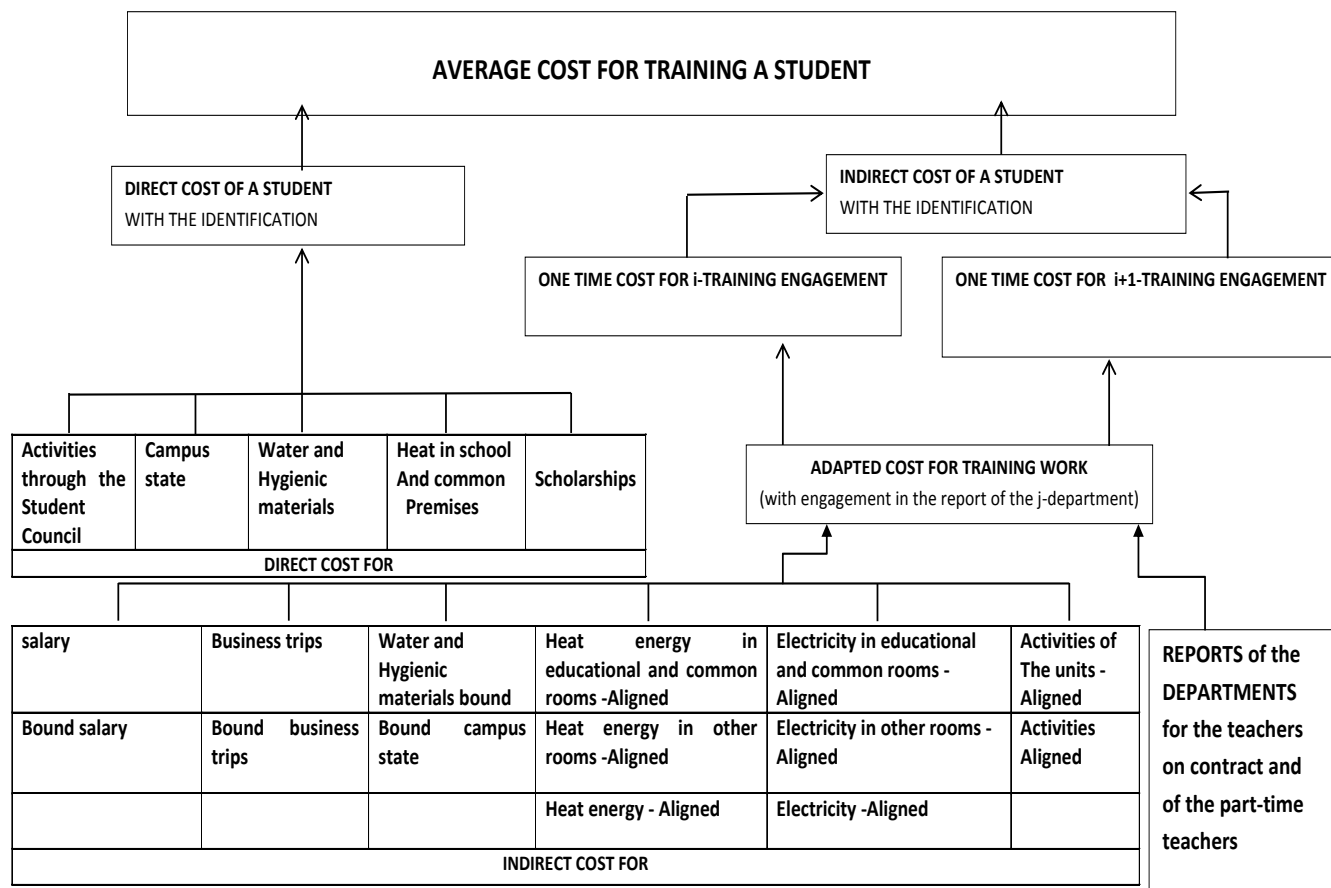 AVERAGE COST FOR TRAINING A STUDENT
DIRECT COST OF A STUDENT
WITH THE IDENTIFICATION
INDIRECT COST OF A STUDENT
WITH THE IDENTIFICATION
ONE TIME COST FOR i-TRAINING ENGAGEMENT
ONE TIME COST FOR i+1-TRAINING ENGAGEMENT
Activities
through the
Student
Council
Campus
state
Water and
Hygienic
materials
Heat in school
And common
Premises
Scholarships
DIRECT COST FOR
ADAPTED COST FOR TRAINING WORK
(with engagement in the report of the j-department)
salary
Business trips
Water and
Hygienic
materials bound
Heat energy in
educational and common
rooms -Aligned
Electricity in educational
and common rooms -
Aligned
Activities of
The units -
Aligned
Bound salary
Bound business
trips
Bound campus
state
Heat energy in other
rooms -Aligned
Electricity in other rooms -
Aligned
Activities
Aligned
Heat energy - Aligned
Electricity -Aligned
INDIRECT COST FOR
REPORTS of the
DEPARTMENTS
for the teachers
on contract and
of the part-time
teachers